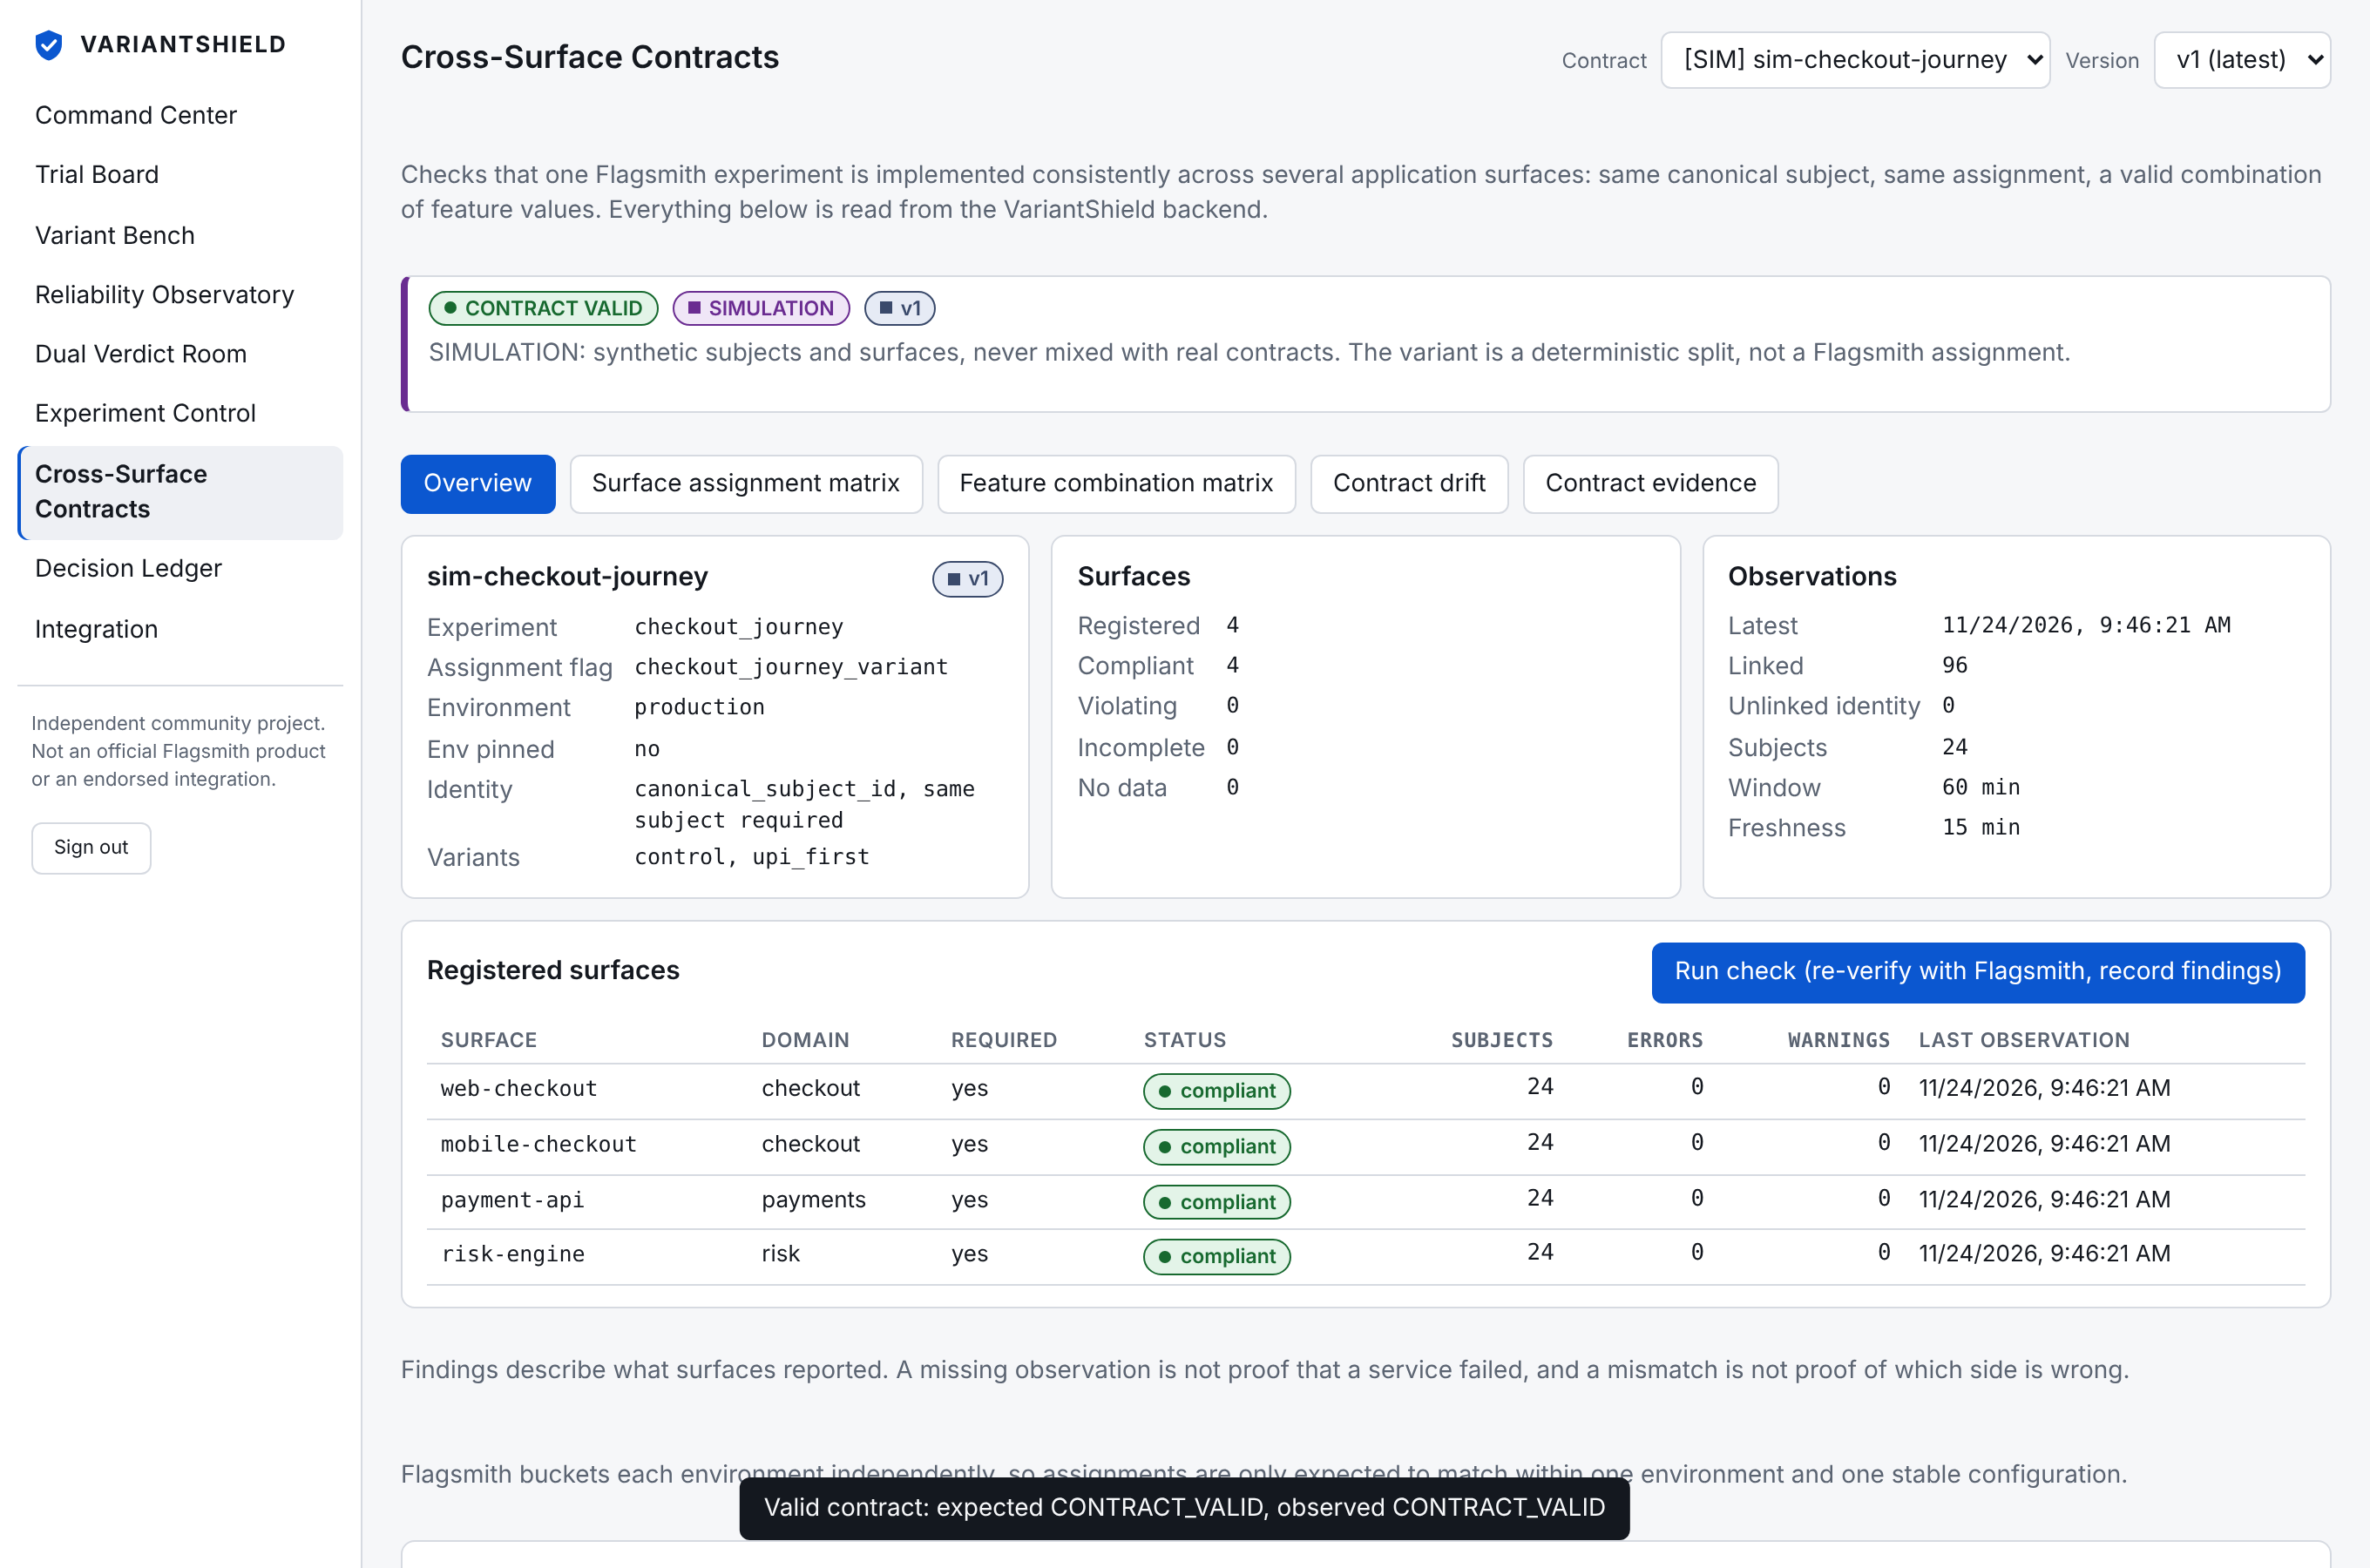 VARIANTSHIELD
Command Center
Trial Board
Variant Bench
Reliability Observatory
Dual Verdict Room
Experiment Control
Cross-Surface
Contracts
Decision Ledger
Integration
Independent community project.
Not an official Flagsmith product
or an endorsed integration.
Sign out
Cross-Surface Contracts
Contract [SIM] sim-checkout-journey Version v1 (latest)
Checks that one Flagsmith experiment is implemented consistently across several application surfaces: same canonical subject, same assignment, a valid combination
of feature values. Everything below is read from the VariantShield backend.
CONTRACT VALID SIMULATION v1
SIMULATION: synthetic subjects and surfaces, never mixed with real contracts. The variant is a deterministic split, not a Flagsmith assignment.
Overview Surface assignment matrix Feature combination matrix Contract drift Contract evidence
sim-checkout-journey v1
Experiment checkout_journey
Assignment flag checkout_journey_variant
Environment production
Env pinned no
Identity canonical_subject_id, same
subject required
Variants control, upi_first
Surfaces
Registered 4
Compliant 4
Violating 0
Incomplete 0
No data 0
Observations
Latest 11/24/2026, 9:46:21 AM
Linked 96
Unlinked identity 0
Subjects 24
Window 60 min
Freshness 15 min
Registered surfaces
Run check (re-verify with Flagsmith, record findings)
SURFACE DOMAIN REQUIRED STATUS SUBJECTS ERRORS WARNINGS LAST OBSERVATION
web-checkout checkout yes compliant 24 0 0 11/24/2026, 9:46:21 AM
mobile-checkout checkout yes compliant 24 0 0 11/24/2026, 9:46:21 AM
payment-api payments yes compliant 24 0 0 11/24/2026, 9:46:21 AM
risk-engine risk yes compliant 24 0 0 11/24/2026, 9:46:21 AM
Findings describe what surfaces reported. A missing observation is not proof that a service failed, and a mismatch is not proof of which side is wrong.
Flagsmith buckets each environment independently, so assignments are only expected to match within one environment and one stable configuration.
Valid contract: expected CONTRACT_VALID, observed CONTRACT_VALID